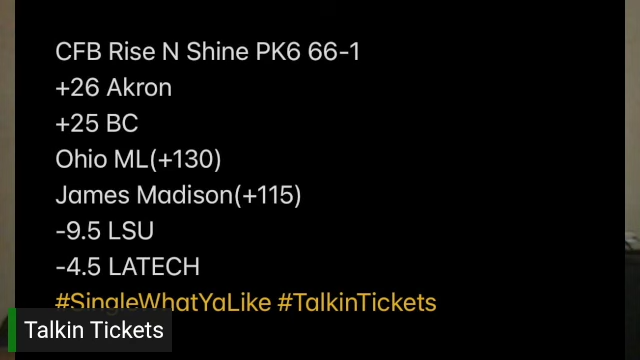 CFB Rise N Shine PK6 66-1
+26 Akron
+25 BC
Ohio ML(+130)
James Madison(+115)
-9.5 LSU
-4.5 LATECH
#SingleWhatYaLike #TalkinTickets
Talkin Tickets